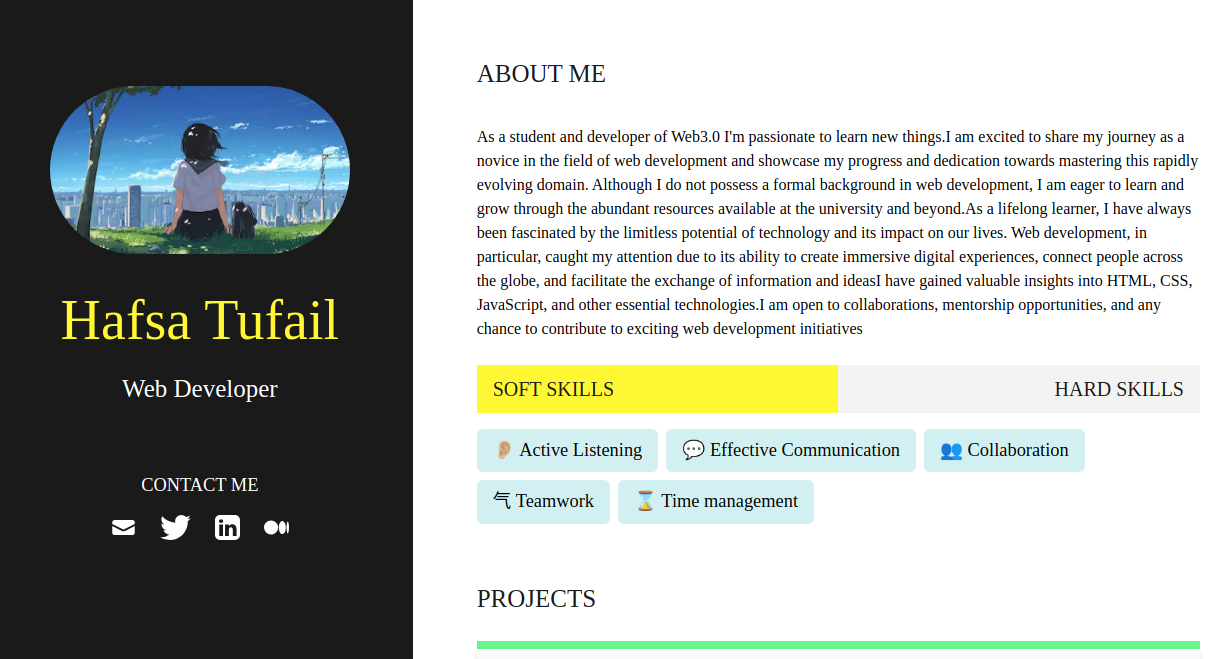 Hafsa Tufail
Web Developer
CONTACT ME
ABOUT ME
As a student and developer of Web3.0 I'm passionate to learn new things.I am excited to share my journey as a
novice in the field of web development and showcase my progress and dedication towards mastering this rapidly
evolving domain. Although I do not possess a formal background in web development, I am eager to learn and
grow through the abundant resources available at the university and beyond.As a lifelong learner, I have always
been fascinated by the limitless potential of technology and its impact on our lives. Web development, in
particular, caught my attention due to its ability to create immersive digital experiences, connect people across
the globe, and facilitate the exchange of information and ideasI have gained valuable insights into HTML, CSS,
JavaScript, and other essential technologies.I am open to collaborations, mentorship opportunities, and any
chance to contribute to exciting web development initiatives
SOFT SKILLS HARD SKILLS
👂🏼 Active Listening 💬 Effective Communication 👥 Collaboration
气 Teamwork ⌛ Time management
PROJECTS